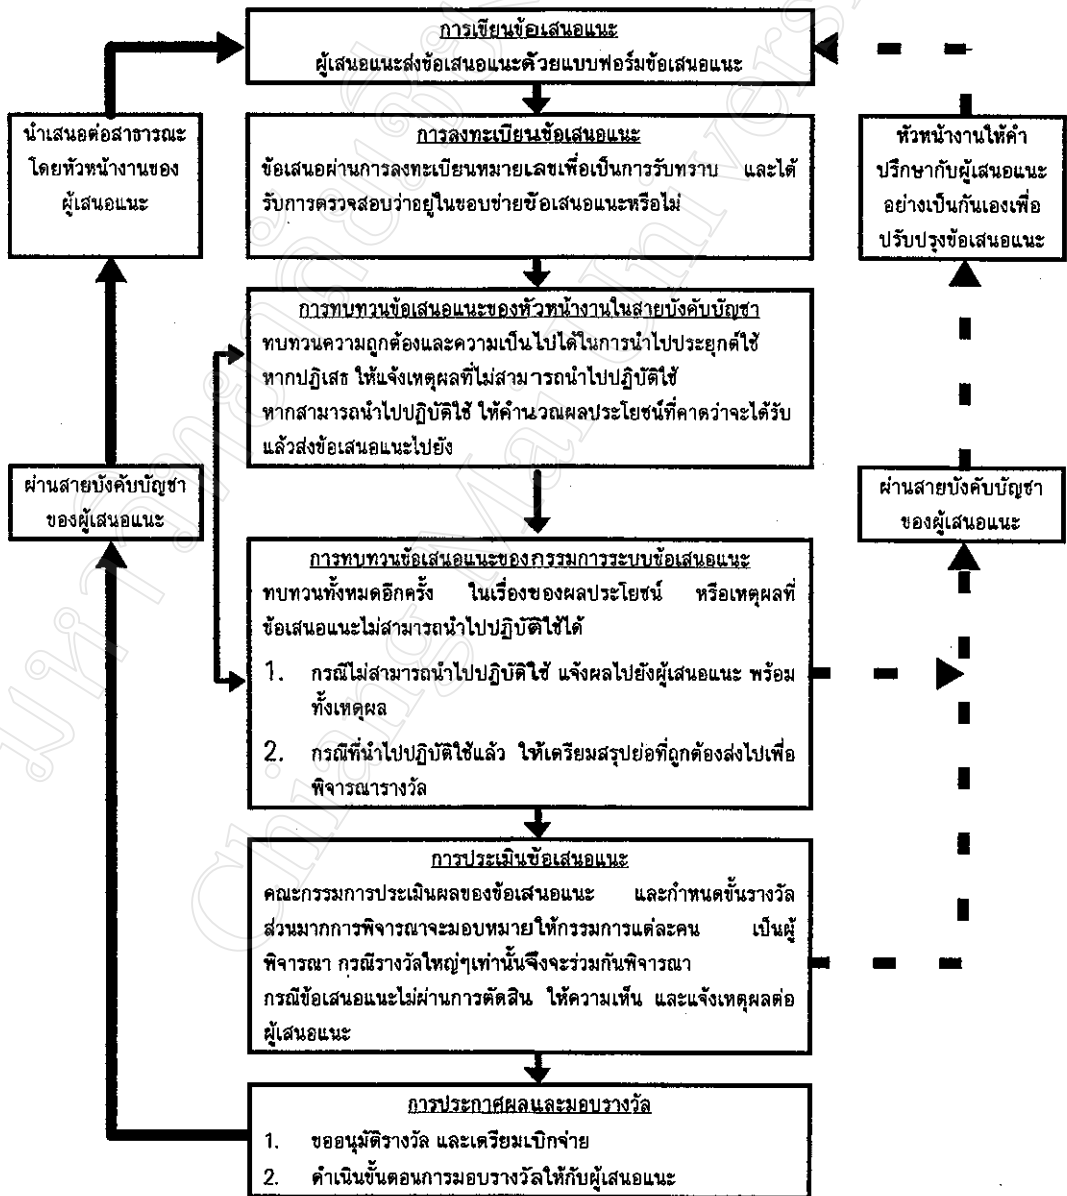 การเขียนข้อเสนอแนะ
ผู้เสนอแนะส่งข้อเสนอแนะด้วยแบบฟอร์มข้อเสนอแนะ
นำเสนอต่อสาธารณะ
โดยหัวหน้างานของ
ผู้เสนอแนะ
การลงทะเบียนข้อเสนอแนะ
ข้อเสนอผ่านการลงทะเบียนหมายเลขเพื่อเป็นการรับทราบ และได้
รับการตรวจสอบว่าอยู่ในขอบข่ายข้อเสนอแนะหรือไม่
หัวหน้างานให้คำ
ปรึกษากับผู้เสนอแนะ
อย่างเป็นกันเองเพื่อ
ปรับปรุงข้อเสนอแนะ
การทบทวนข้อเสนอแนะของหัวหน้างานในสายบังคับบัญชา
ทบทวนความถูกต้องและความเป็นไปได้ในการนำไปประยุกต์ใช้
หากปฏิเสธ ให้แจ้งเหตุผลที่ไม่สามารถนำไปปฏิบัติใช้
หากสามารถนำไปปฏิบัติใช้ ให้คำนวณผลประโยชน์ที่คาดว่าจะได้รับ
แล้วส่งข้อเสนอแนะไปยัง
ผ่านสายบังคับบัญชา
ของผู้เสนอแนะ
ผ่านสายบังคับบัญชา
ของผู้เสนอแนะ
การทบทวนข้อเสนอแนะของกรรมการระบบข้อเสนอแนะ
ทบทวนทั้งหมดอีกครั้ง ในเรื่องของผลประโยชน์ หรือเหตุผลที่
ข้อเสนอแนะไม่สามารถนำไปปฏิบัติใช้ได้
1. กรณีไม่สามารถนำไปปฏิบัติใช้ แจ้งผลไปยังผู้เสนอแนะ พร้อม
ทั้งเหตุผล
2. กรณีที่นำไปปฏิบัติใช้แล้ว ให้เตรียมสรุปย่อที่ถูกต้องส่งไปเพื่อ
พิจารณารางวัล
การประเมินข้อเสนอแนะ
คณะกรรมการประเมินผลของข้อเสนอแนะ และกำหนดขั้นรางวัล
ส่วนมากการพิจารณาจะมอบหมายให้กรรมการแต่ละคน เป็นผู้
พิจารณา กรณีรางวัลใหญ่ๆเท่านั้นจึงจะร่วมกันพิจารณา
กรณีข้อเสนอแนะไม่ผ่านการตัดสิน ให้ความเห็น และแจ้งเหตุผลต่อ
ผู้เสนอแนะ
การประกาศผลและมอบรางวัล
1. ขออนุมัติรางวัล และเตรียมเบิกจ่าย
2. ดำเนินขั้นตอนการมอบรางวัลให้กับผู้เสนอแนะ
Chiang Mai Univers